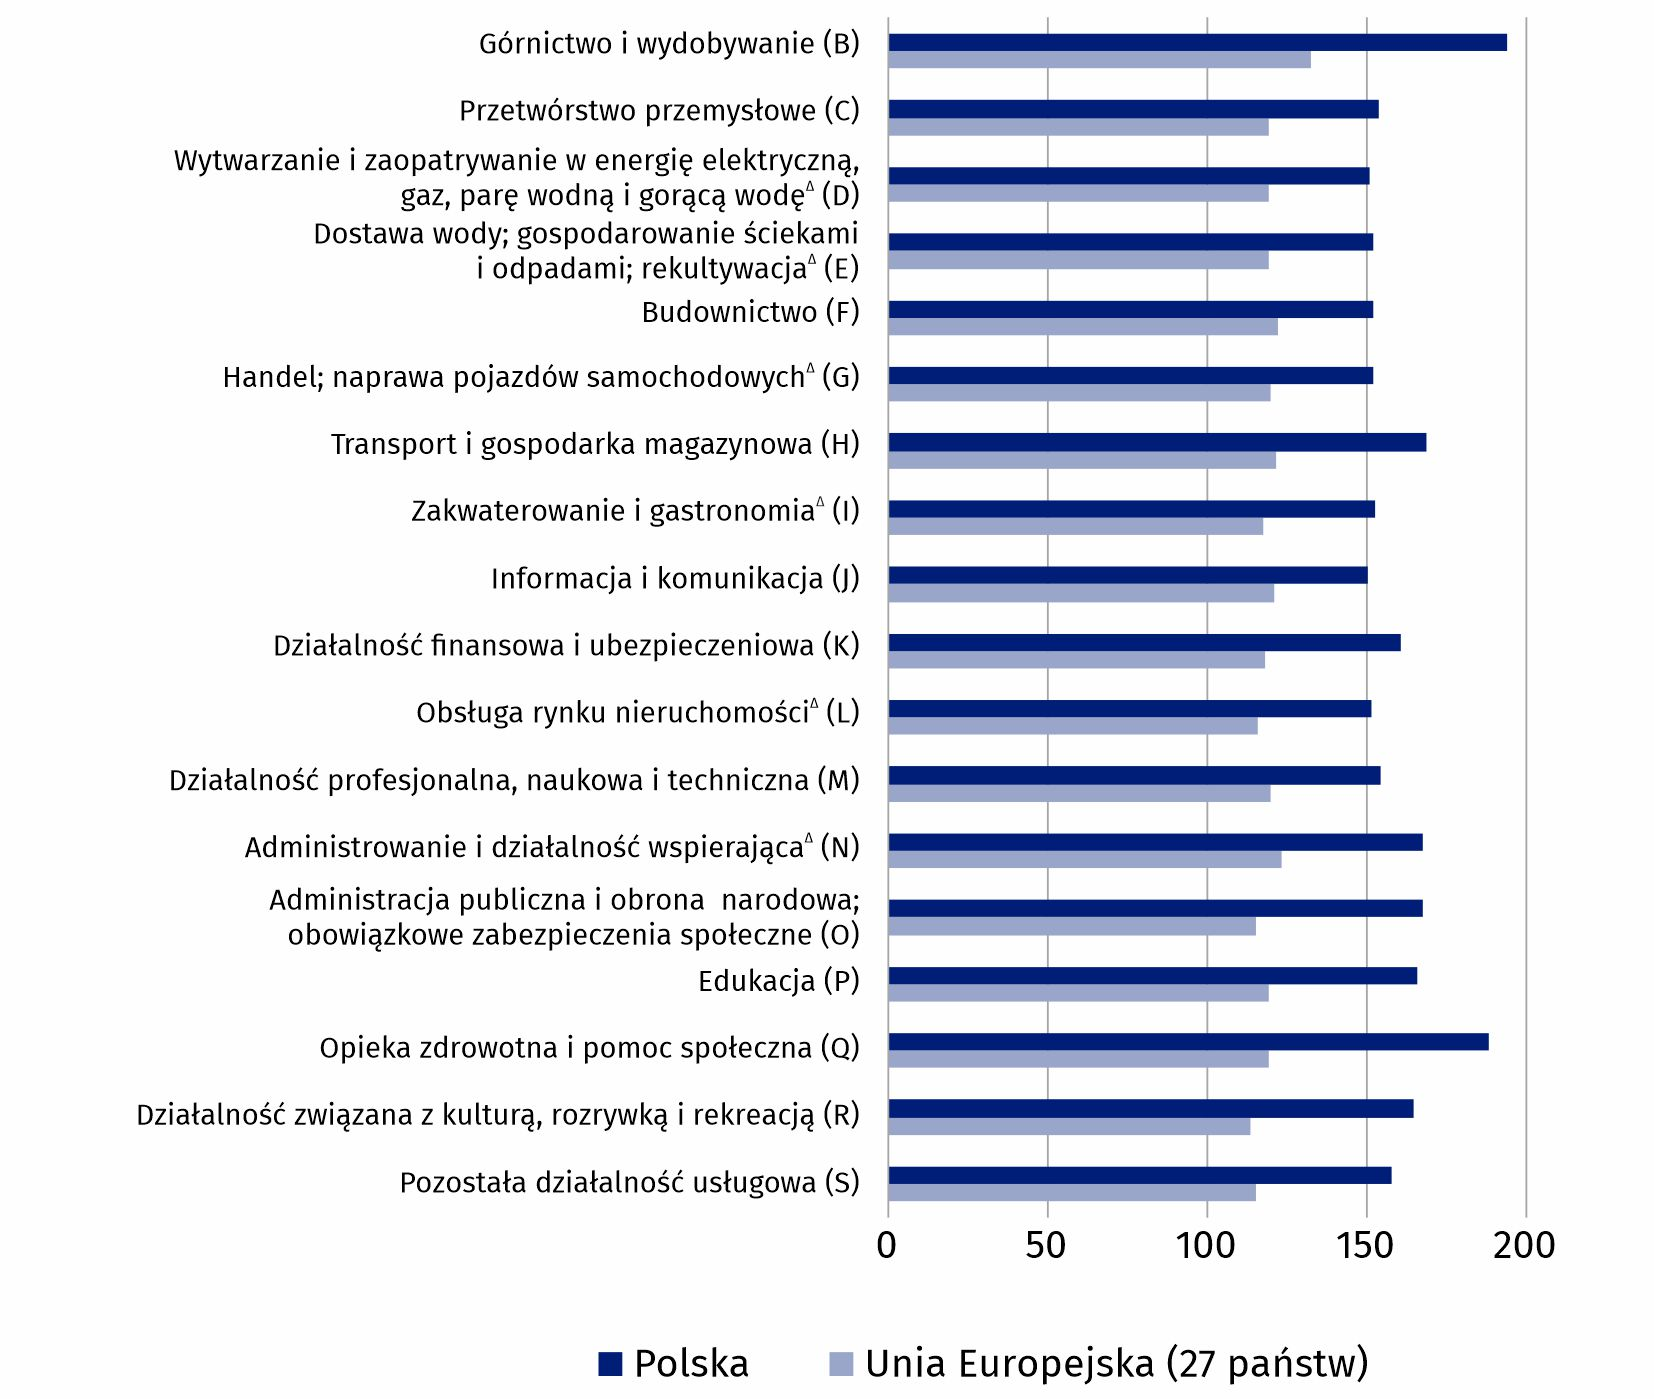 Górnictwo i wydobywanie (B)
Przetwórstwo przemysłowe (C)
Wytwarzanie i zaopatrywanie w energię elektryczną,
gaz, parę wodną i gorącą wodę^Δ (D)
Dostawa wody; gospodarowanie ściekami
i odpadami; rekultywacja^Δ (E)
Budownictwo (F)
Handel; naprawa pojazdów samochodowych^Δ (G)
Transport i gospodarka magazynowa (H)
Zakwaterowanie i gastronomia^Δ (I)
Informacja i komunikacja (J)
Działalność finansowa i ubezpieczeniowa (K)
Obsługa rynku nieruchomości^Δ (L)
Działalność profesjonalna, naukowa i techniczna (M)
Administrowanie i działalność wspierająca^Δ (N)
Administracja publiczna i obrona narodowa;
obowiązkowe zabezpieczenia społeczne (O)
Edukacja (P)
Opieka zdrowotna i pomoc społeczna (Q)
Działalność związana z kulturą, rozrywką i rekreacją (R)
Pozostała działalność usługowa (S)
0 50 100 150 200
Polska Unia Europejska (27 państw)